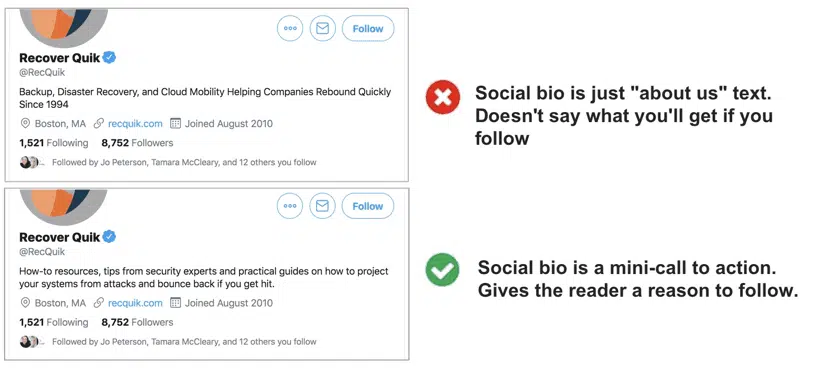 Follow
Recover Quik
@RecQuik
Backup, Disaster Recovery, and Cloud Mobility Helping Companies Rebound Quickly
Since 1994
Boston, MA recquik.com Joined August 2010
1,521 Following 8,752 Followers
Followed by Jo Peterson, Tamara McCleary, and 12 others you follow
Social bio is just "about us" text.
Doesn't say what you'll get if you
follow
Follow
Recover Quik
@RecQuik
How-to resources, tips from security experts and practical guides on how to project
your systems from attacks and bounce back if you get hit.
Boston, MA recquik.com Joined August 2010
1,521 Following 8,752 Followers
Followed by Jo Peterson, Tamara McCleary, and 12 others you follow
Social bio is a mini-call to action.
Gives the reader a reason to follow.